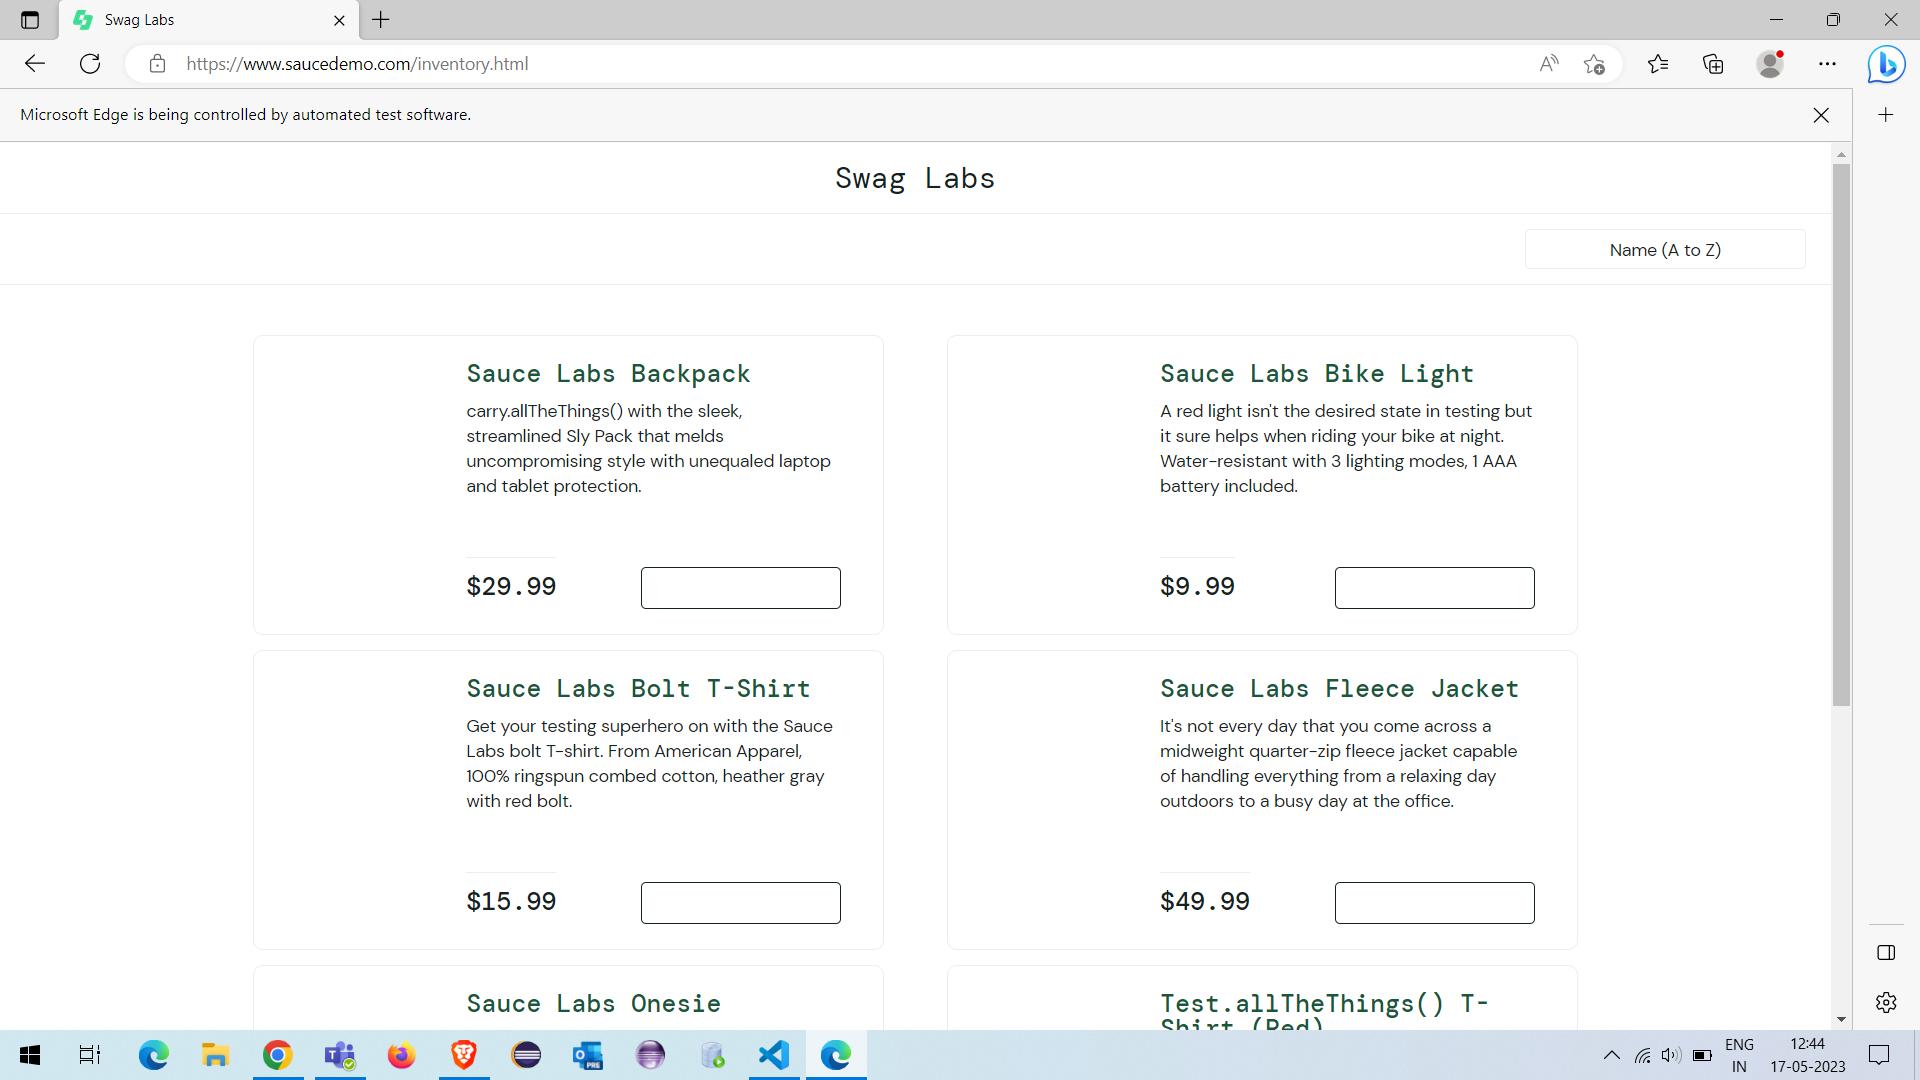 Swag Labs
https://www.saucedemo.com/inventory.html
Microsoft Edge is being controlled by automated test software.
Swag Labs
Name (A to Z)
Sauce Labs Backpack
carry.allTheThings() with the sleek,
streamlined Sly Pack that melds
uncompromising style with unequaled laptop
and tablet protection.
$29.99
Sauce Labs Bike Light
A red light isn't the desired state in testing but
it sure helps when riding your bike at night.
Water-resistant with 3 lighting modes, 1 AAA
battery included.
$9.99
Sauce Labs Bolt T-Shirt
Get your testing superhero on with the Sauce
Labs bolt T-shirt. From American Apparel,
100% ringspun combed cotton, heather gray
with red bolt.
$15.99
Sauce Labs Fleece Jacket
It's not every day that you come across a
midweight quarter-zip fleece jacket capable
of handling everything from a relaxing day
outdoors to a busy day at the office.
$49.99
Sauce Labs Onesie
Test.allTheThings() T-
Shirt (Red)
PRE
ENG
IN
12:44
17-05-2023